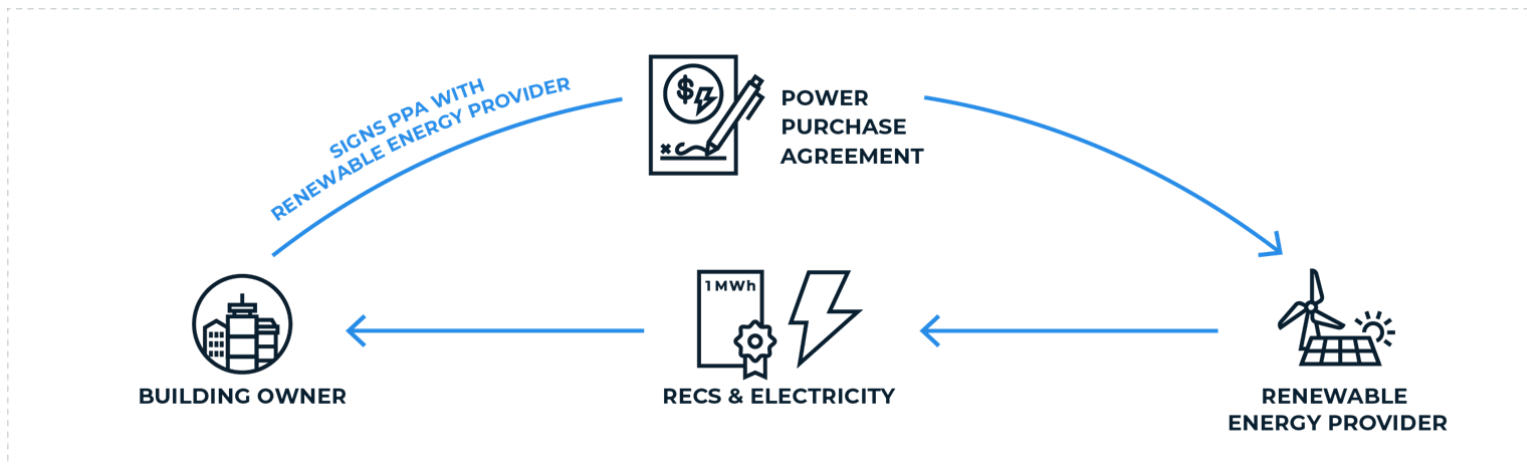 SIGNS PPA WITH
RENEWABLE ENERGY PROVIDER
$
POWER
PURCHASE
AGREEMENT
×
1 MWh
BUILDING OWNER
RECS & ELECTRICITY
RENEWABLE
ENERGY PROVIDER